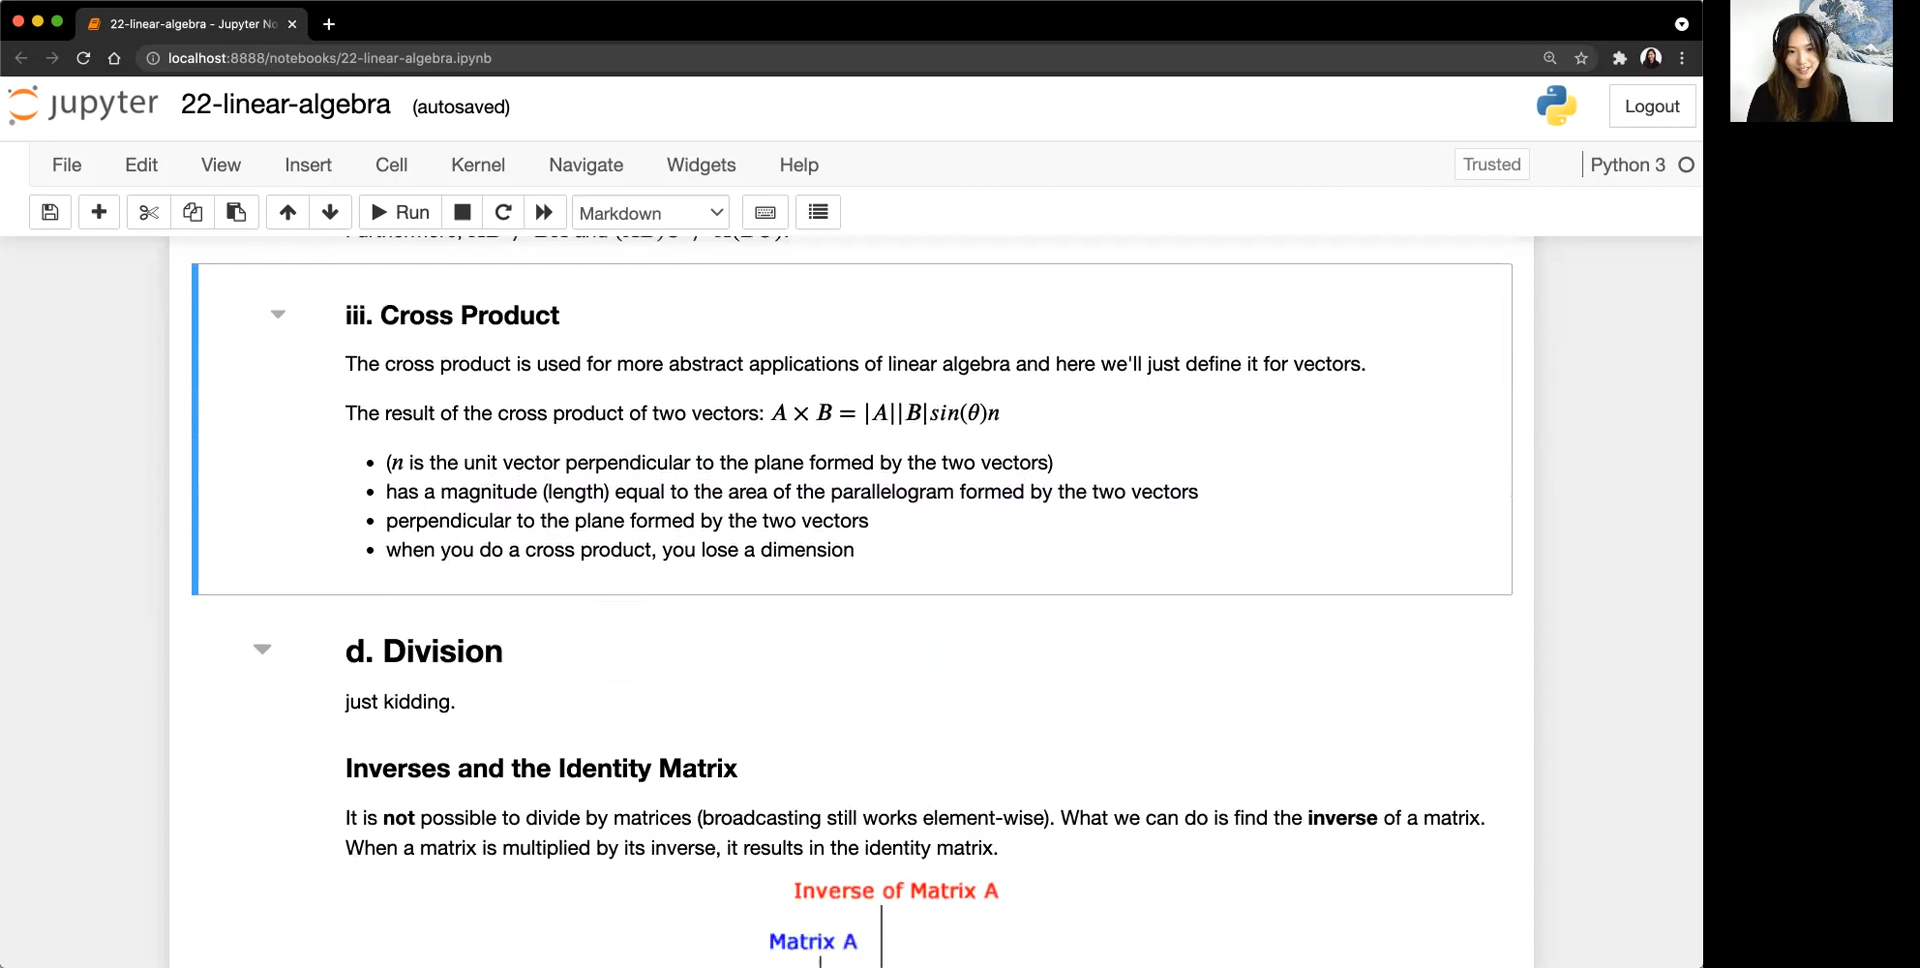 22-linear-algebra - Jupyter No
localhost:8888/notebooks/22-linear-algebra.ipynb
jupyter 22-linear-algebra (autosaved)
Logout
File Edit View Insert Cell Kernel Navigate Widgets Help
Trusted
Python 3
Run
Markdown
iii. Cross Product
The cross product is used for more abstract applications of linear algebra and here we'll just define it for vectors.
The result of the cross product of two vectors: A × B = |A||B|sin(θ)n
• (n is the unit vector perpendicular to the plane formed by the two vectors)
• has a magnitude (length) equal to the area of the parallelogram formed by the two vectors
• perpendicular to the plane formed by the two vectors
• when you do a cross product, you lose a dimension
d. Division
just kidding.
Inverses and the Identity Matrix
It is not possible to divide by matrices (broadcasting still works element-wise). What we can do is find the inverse of a matrix.
When a matrix is multiplied by its inverse, it results in the identity matrix.
Inverse of Matrix A
Matrix A